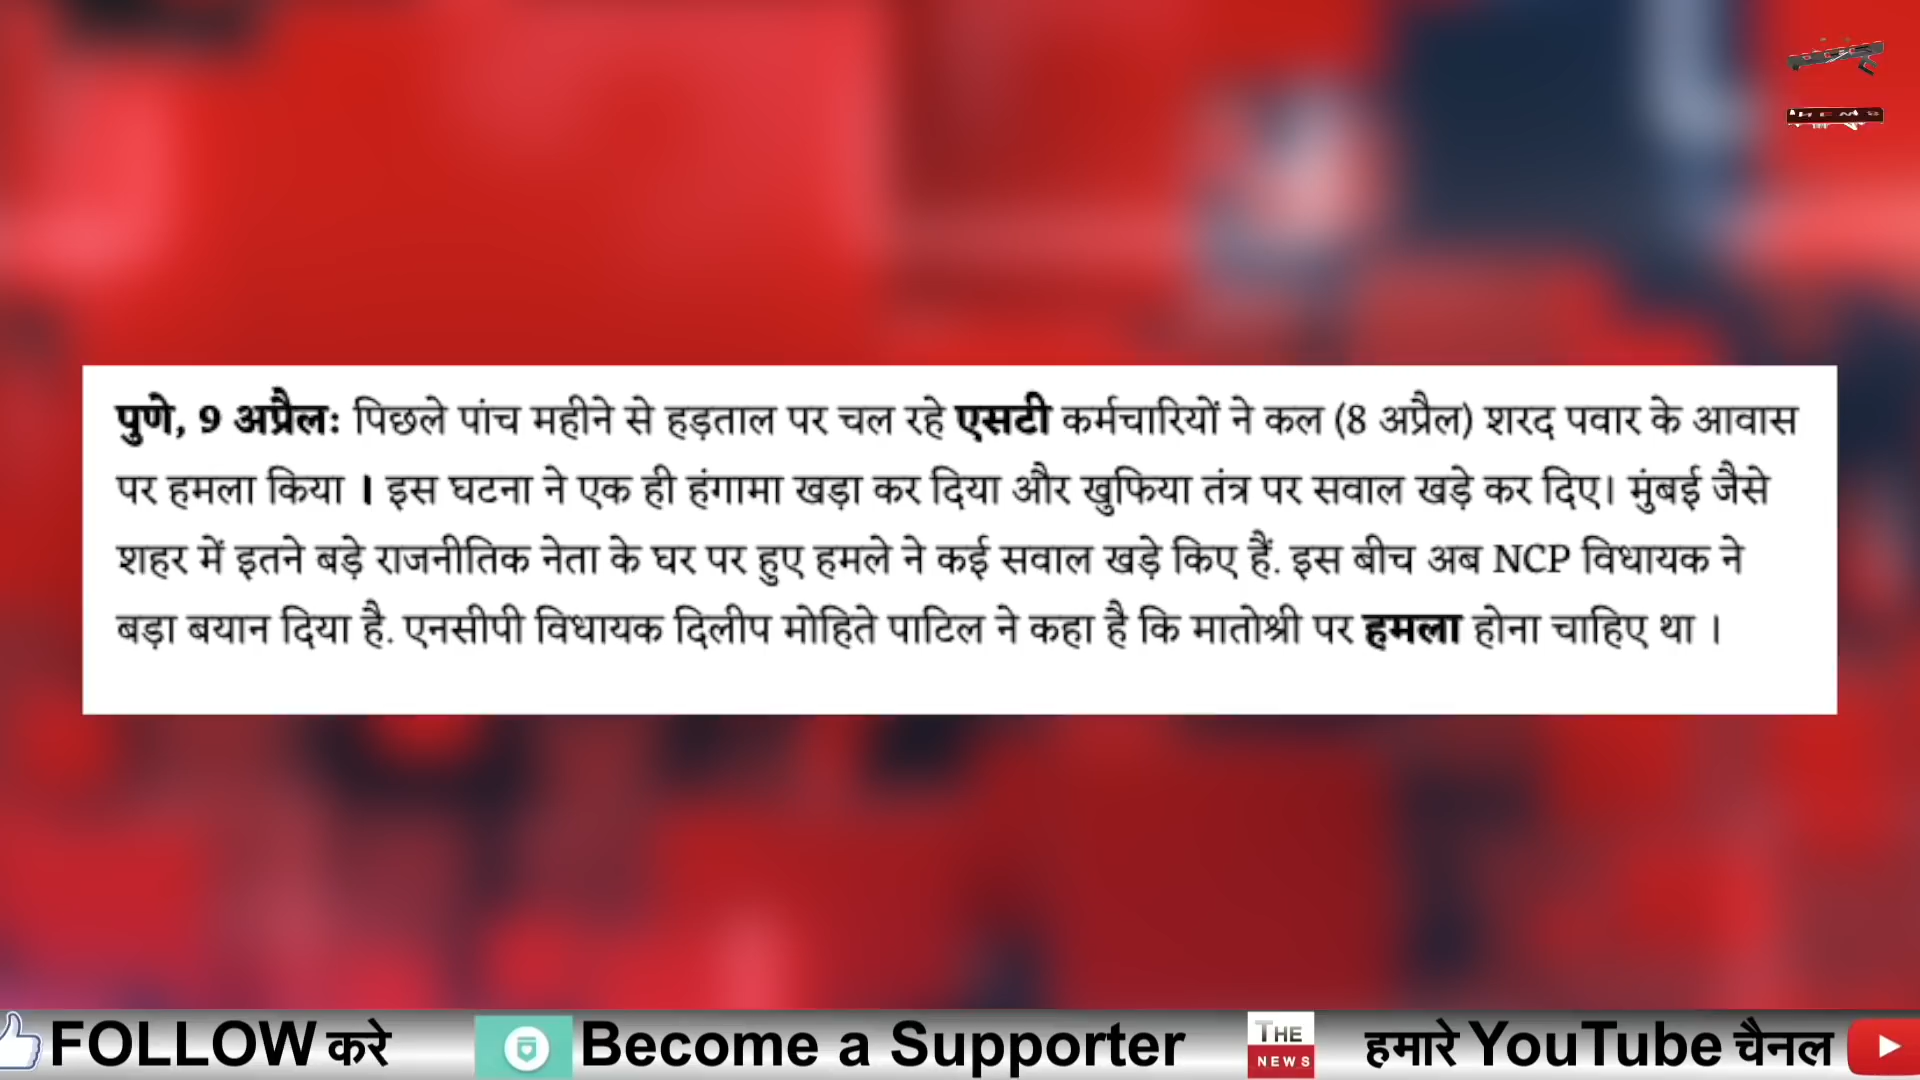 पुणे, 9 अप्रैल: पिछले पांच महीने से हड़ताल पर चल रहे एसटी कर्मचारियों ने कल (8 अप्रैल) शरद पवार के आवास
पर हमला किया । इस घटना ने एक ही हंगामा खड़ा कर दिया और खुफिया तंत्र पर सवाल खड़े कर दिए। मुंबई जैसे
शहर में इतने बड़े राजनीतिक नेता के घर पर हुए हमले ने कई सवाल खड़े किए हैं. इस बीच अब NCP विधायक ने
बड़ा बयान दिया है. एनसीपी विधायक दिलीप मोहिते पाटिल ने कहा है कि मातोश्री पर हमला होना चाहिए था ।
FOLLOW करे Become a Supporter THE NEWS हमारे YouTube चैनल